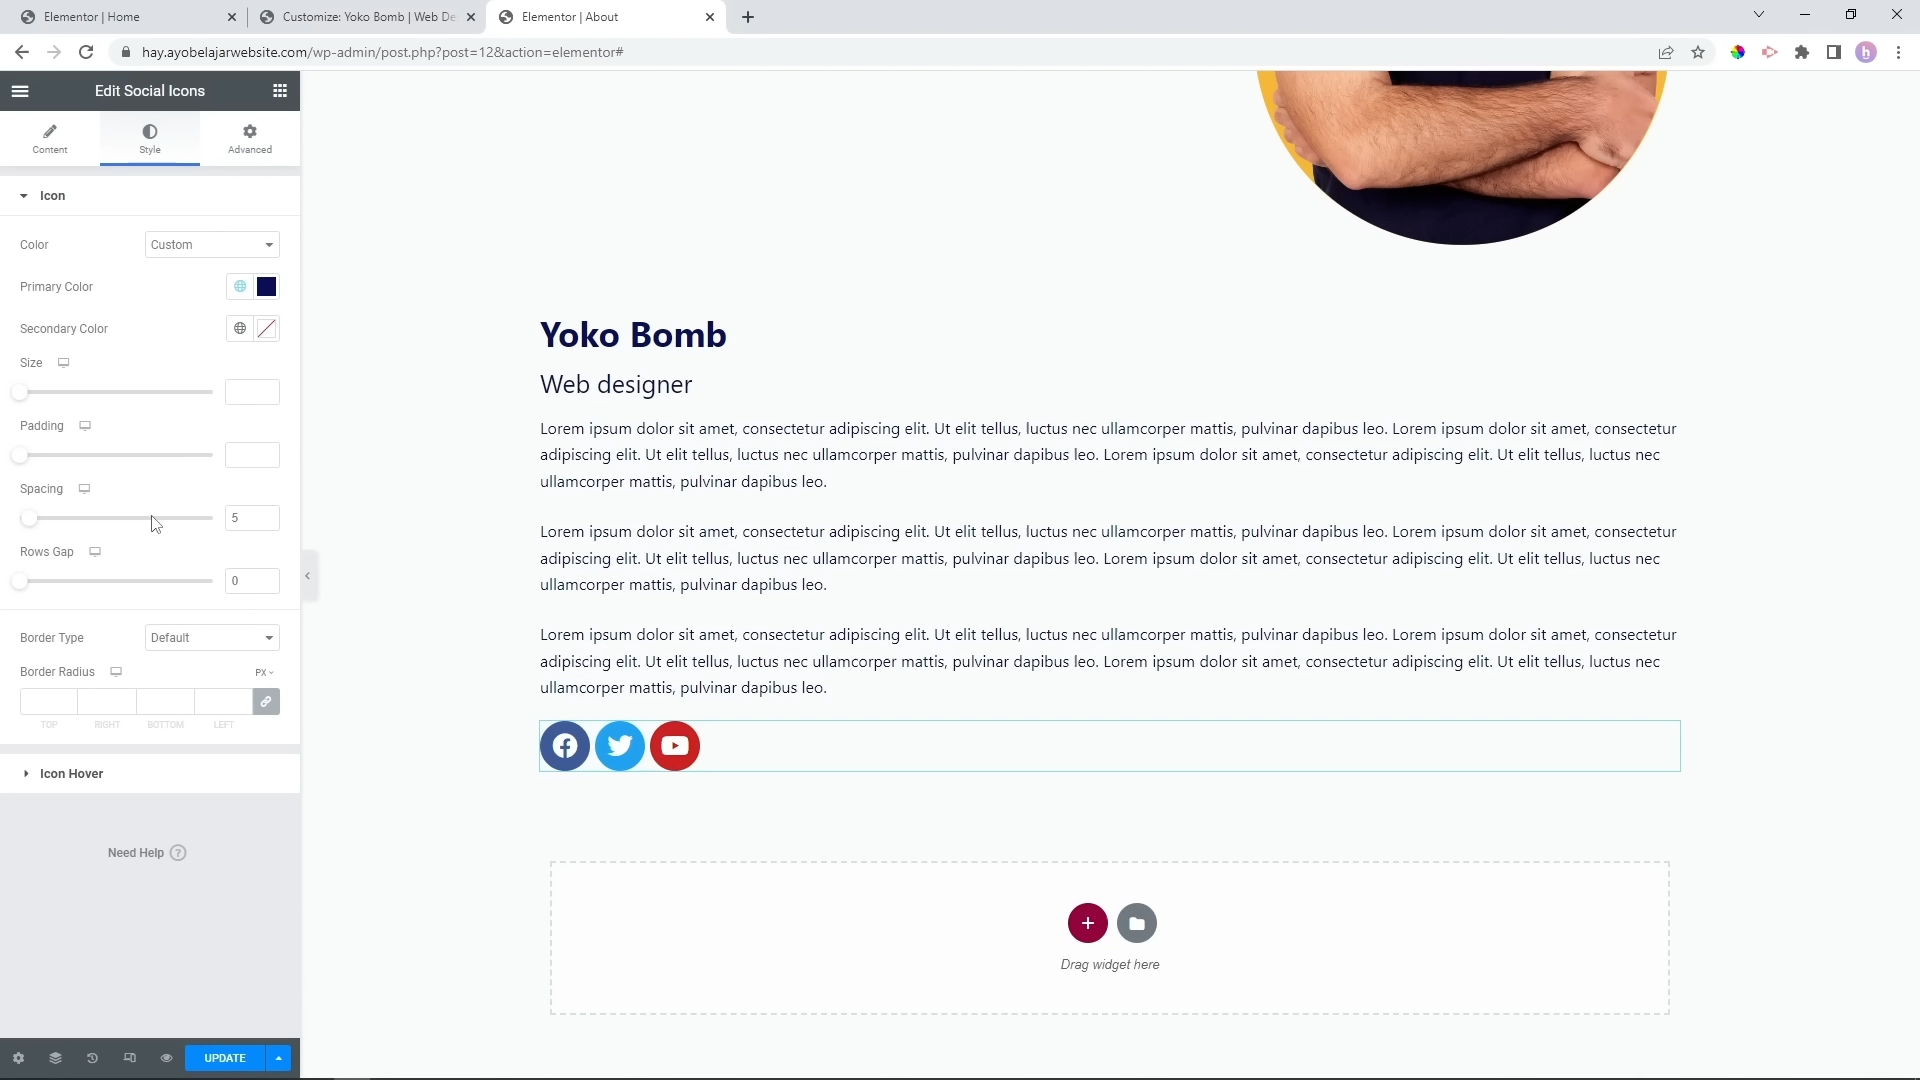 Elementor | Home
Customize: Yoko Bomb | Web De
Elementor | About
hay.ayobelajarwebsite.com/wp-admin/post.php?post=12&action=elementor#
h
Edit Social Icons
Content
Style
Advanced
Icon
Color
Custom
Primary Color
Secondary Color
Size
Padding
Spacing
5
Rows Gap
0
Border Type
Default
Border Radius
PX
TOP
RIGHT
BOTTOM
LEFT
Icon Hover
Need Help ?
UPDATE
Yoko Bomb
Web designer
Lorem ipsum dolor sit amet, consectetur adipiscing elit. Ut elit tellus, luctus nec ullamcorper mattis, pulvinar dapibus leo. Lorem ipsum dolor sit amet, consectetur
adipiscing elit. Ut elit tellus, luctus nec ullamcorper mattis, pulvinar dapibus leo. Lorem ipsum dolor sit amet, consectetur adipiscing elit. Ut elit tellus, luctus nec
ullamcorper mattis, pulvinar dapibus leo.
Lorem ipsum dolor sit amet, consectetur adipiscing elit. Ut elit tellus, luctus nec ullamcorper mattis, pulvinar dapibus leo. Lorem ipsum dolor sit amet, consectetur
adipiscing elit. Ut elit tellus, luctus nec ullamcorper mattis, pulvinar dapibus leo. Lorem ipsum dolor sit amet, consectetur adipiscing elit. Ut elit tellus, luctus nec
ullamcorper mattis, pulvinar dapibus leo.
Lorem ipsum dolor sit amet, consectetur adipiscing elit. Ut elit tellus, luctus nec ullamcorper mattis, pulvinar dapibus leo. Lorem ipsum dolor sit amet, consectetur
adipiscing elit. Ut elit tellus, luctus nec ullamcorper mattis, pulvinar dapibus leo. Lorem ipsum dolor sit amet, consectetur adipiscing elit. Ut elit tellus, luctus nec
ullamcorper mattis, pulvinar dapibus leo.
Drag widget here